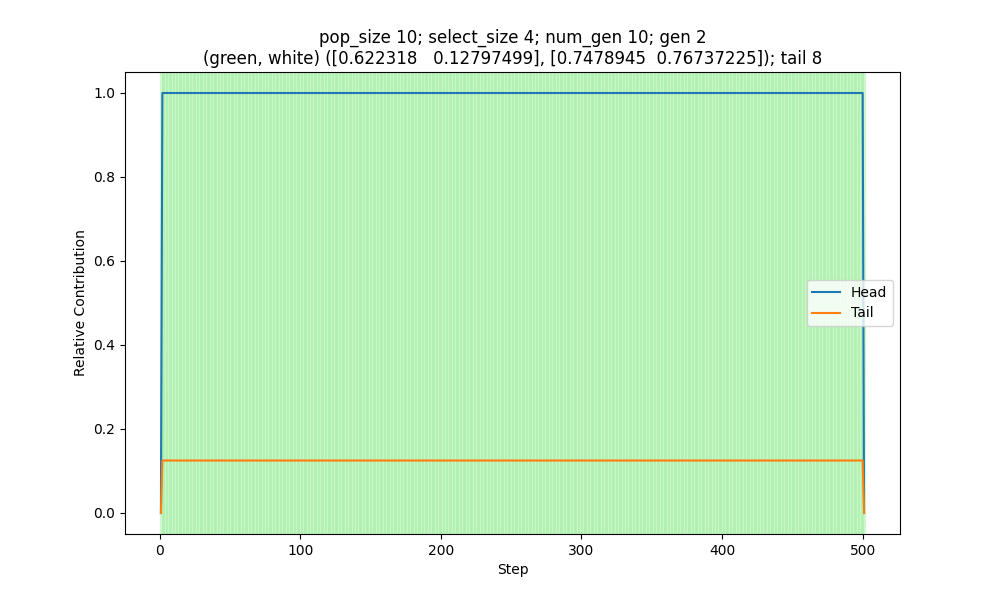 pop_size 10; select_size 4; num_gen 10; gen 2
(green, white) ([0.622318   0.12797499], [0.7478945  0.76737225]); tail 8
1.0
0.8
0.6
0.4
0.2
0.0
Relative Contribution
Head
Tail
0 100 200 300 400 500
Step